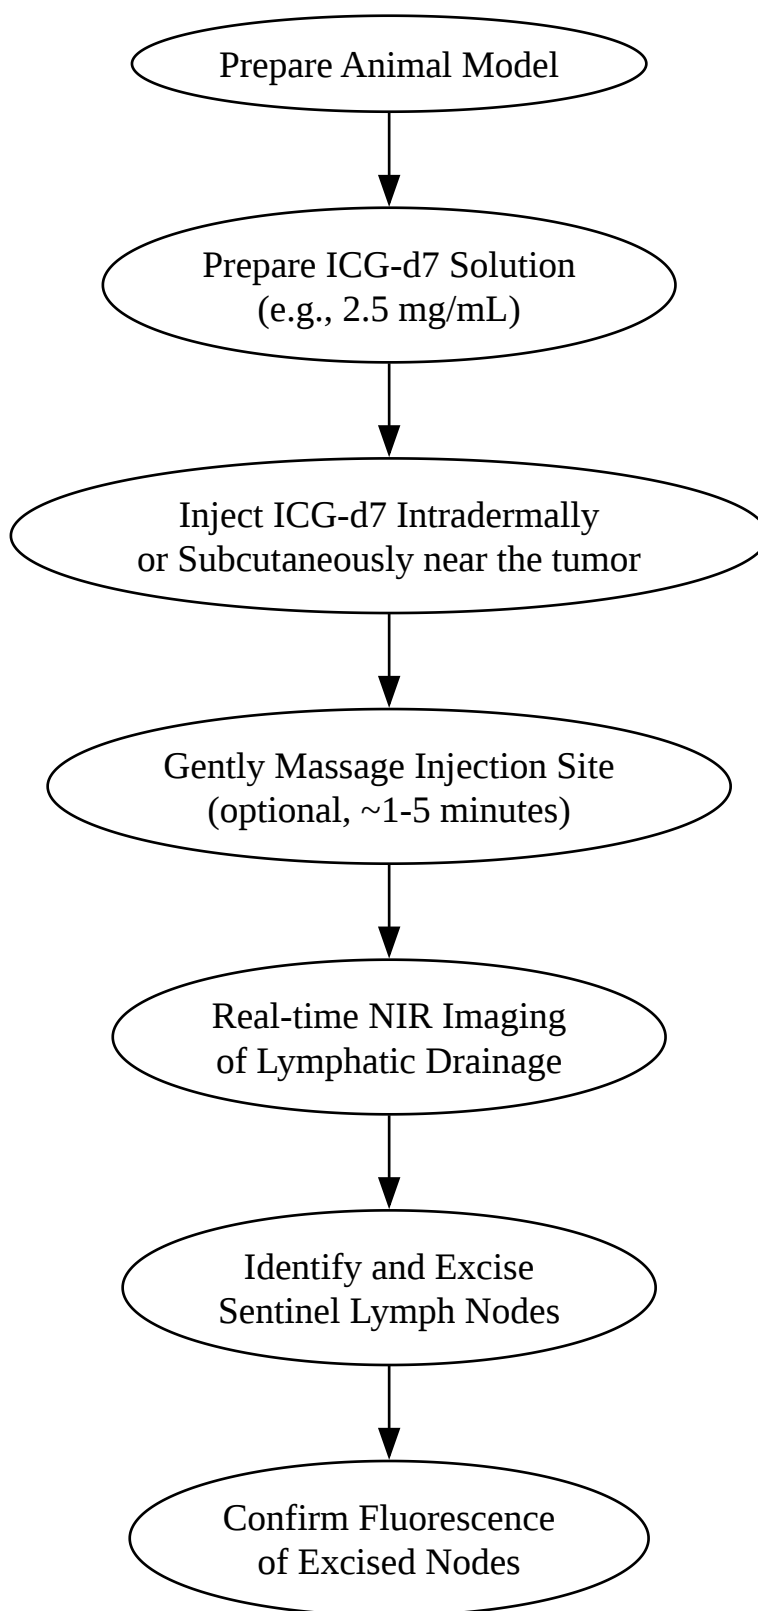 Prepare Animal Model
Prepare ICG-d7 Solution
(e.g., 2.5 mg/mL)
Inject ICG-d7 Intradermally
or Subcutaneously near the tumor
Gently Massage Injection Site
(optional, ~1-5 minutes)
Real-time NIR Imaging
of Lymphatic Drainage
Identify and Excise
Sentinel Lymph Nodes
Confirm Fluorescence
of Excised Nodes